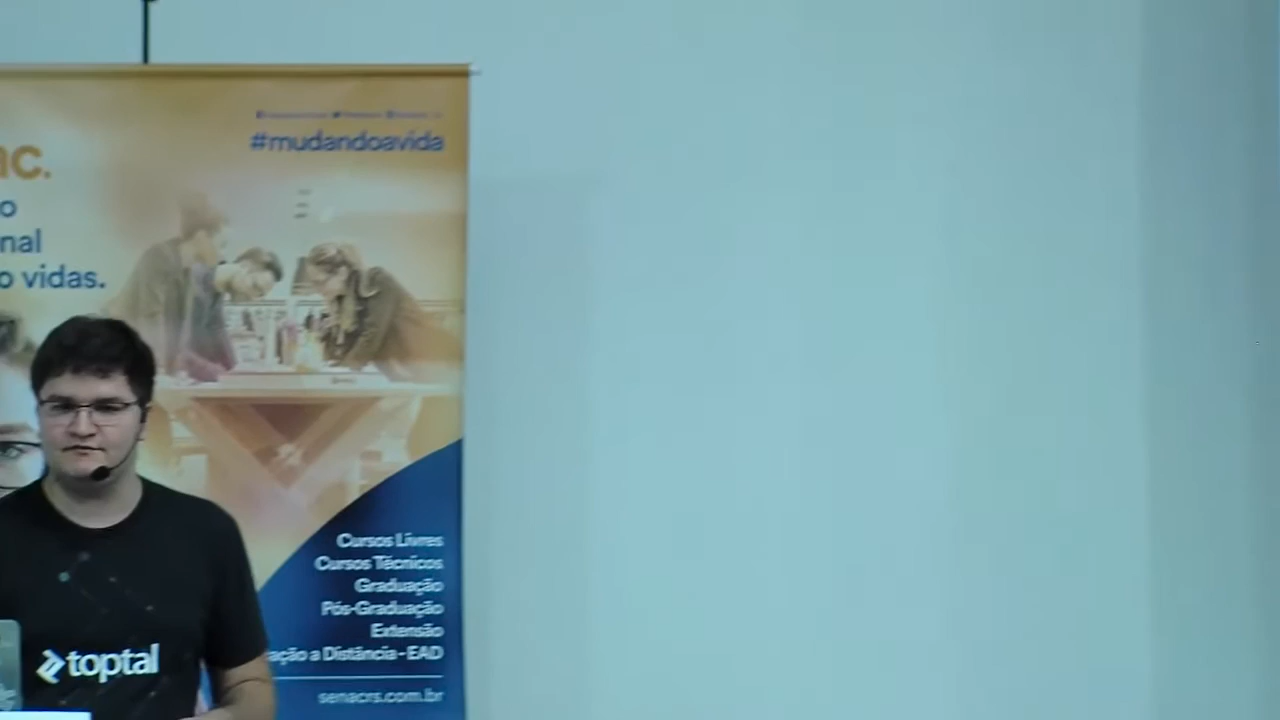 #mudandoavida
nc.
o
nal
o vidas.
Cursos Livres
Cursos Técnicos
Graduação
Pós-Graduação
Extensão
ação a Distância - EAD
senacrs.com.br
toptal